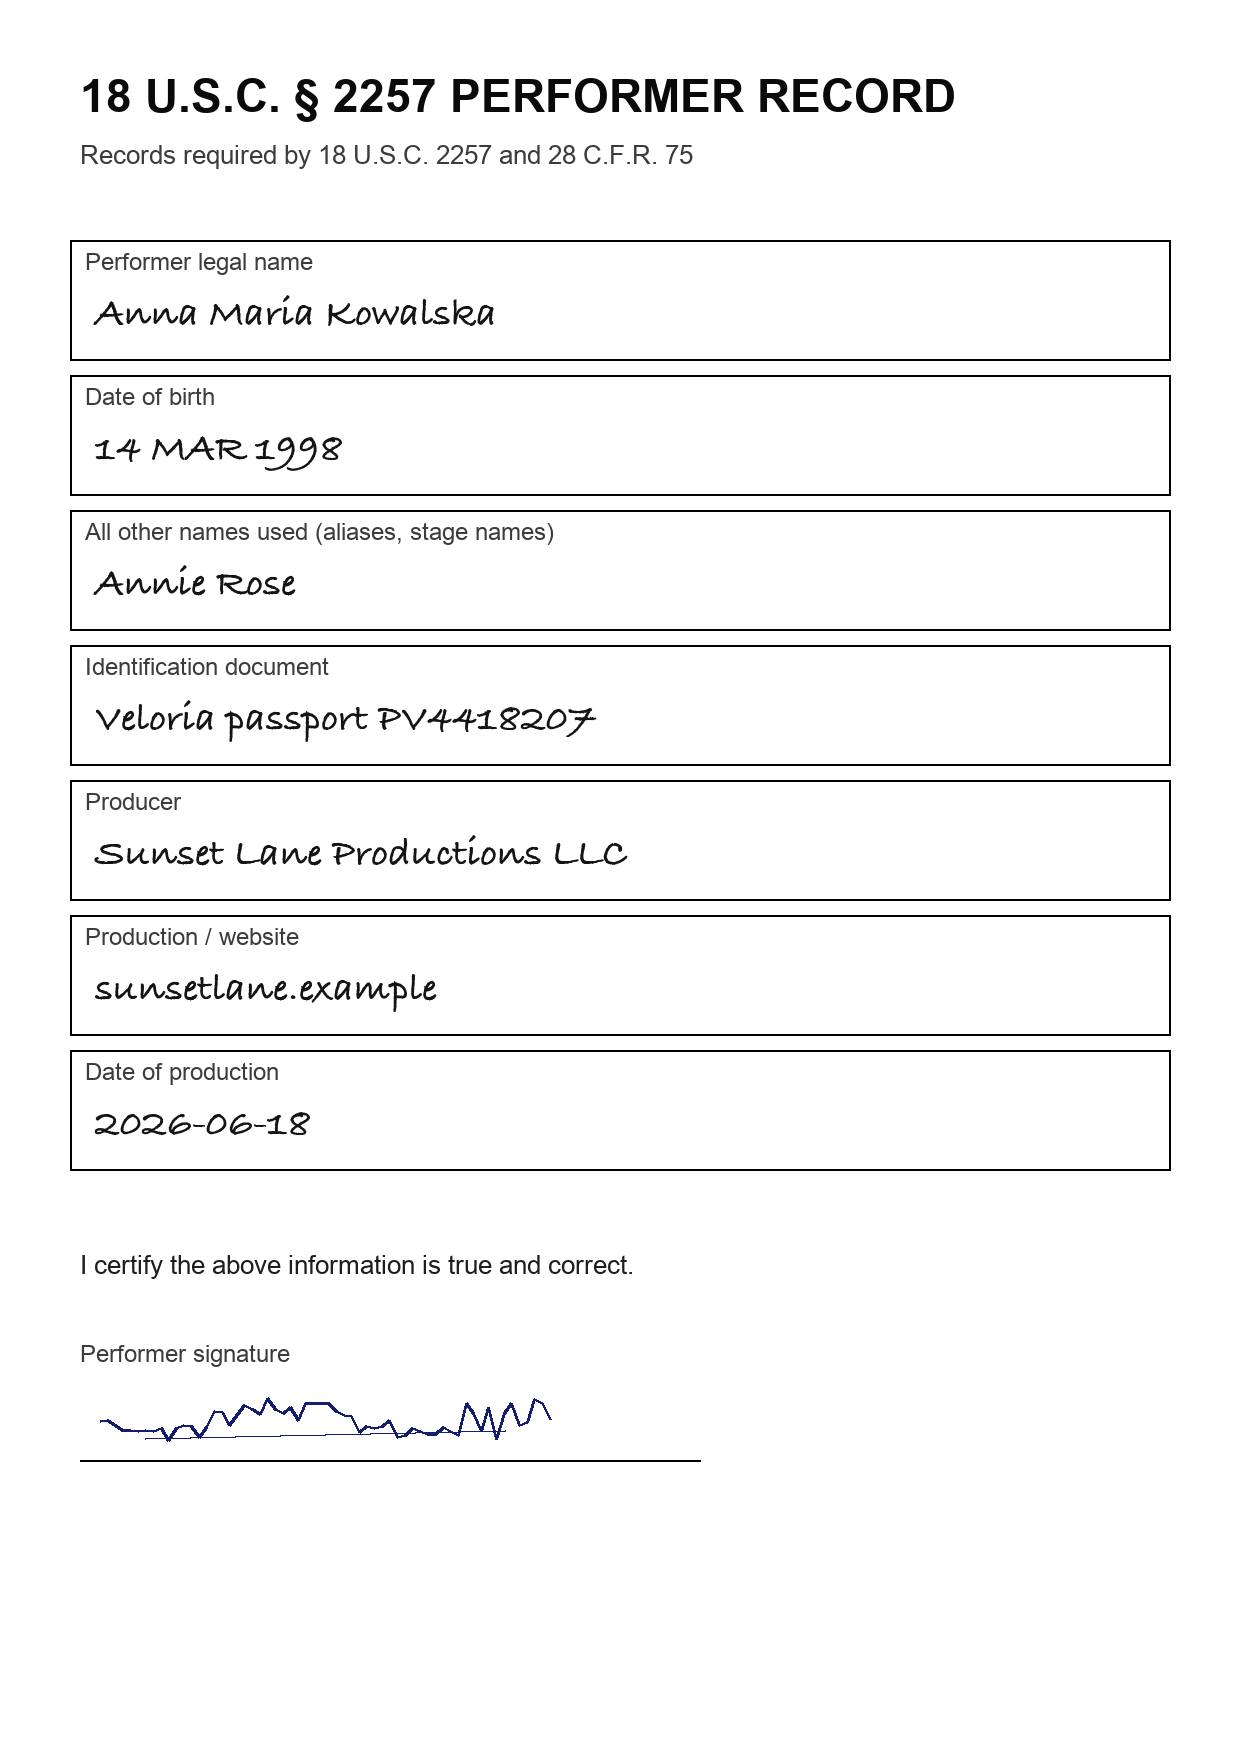 18 U.S.C. § 2257 PERFORMER RECORD
Records required by 18 U.S.C. 2257 and 28 C.F.R. 75
Performer legal name
Anna Maria Kowalska
Date of birth
14 MAR 1998
All other names used (aliases, stage names)
Annie Rose
Identification document
Veloria passport PV4418207
Producer
Sunset Lane Productions LLC
Production / website
sunsetlane.example
Date of production
2026-06-18
I certify the above information is true and correct.
Performer signature